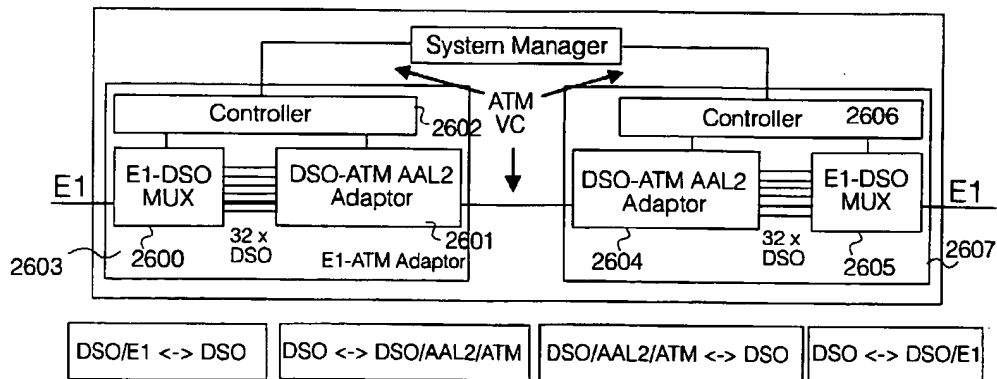 System Manager
ATM
VC
Controller
2602
Controller
2606
E1
E1-DSO
MUX
DSO-ATM AAL2
Adaptor
DSO-ATM AAL2
Adaptor
E1-DSO
MUX
E1
2603
2600
32 x
DSO
2601
E1-ATM Adaptor
2604
32 x
DSO
2605
2607
DSO/E1 <-> DSO
DSO <-> DSO/AAL2/ATM
DSO/AAL2/ATM <-> DSO
DSO <-> DSO/E1